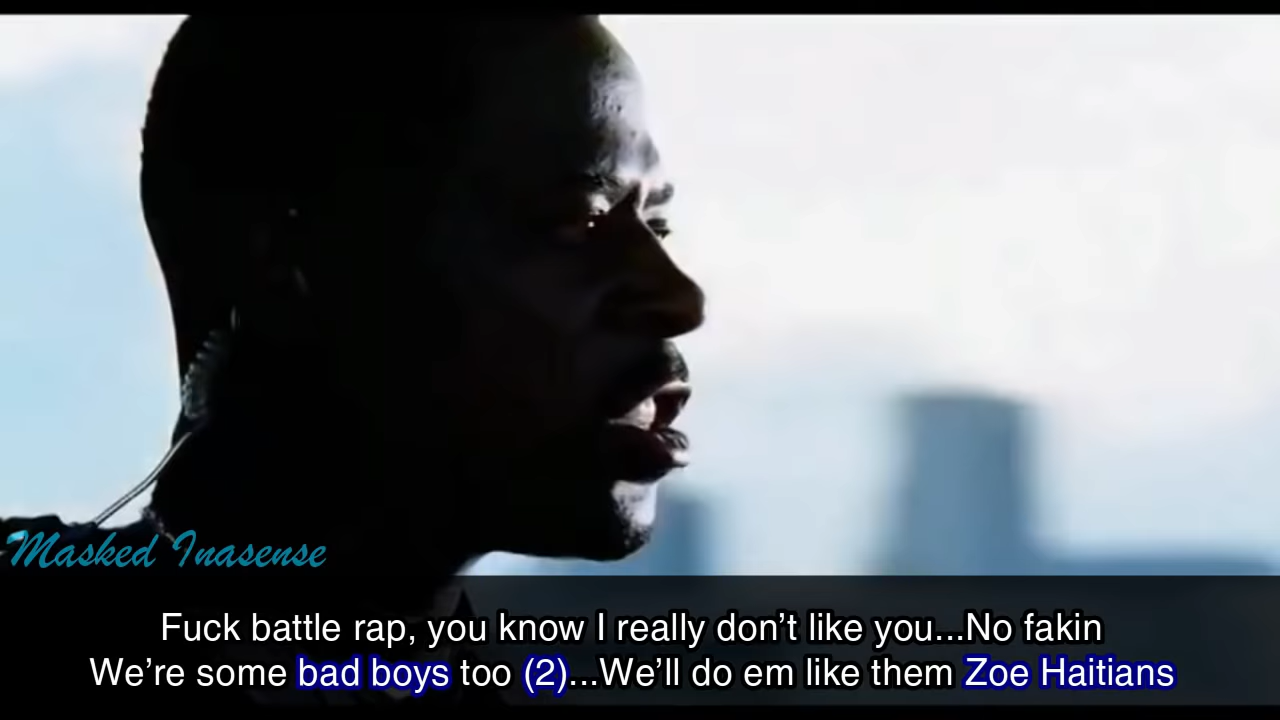 Masked Inasense
Fuck battle rap, you know I really don't like you...No fakin
We're some bad boys too (2)...We'll do em like them Zoe Haitians